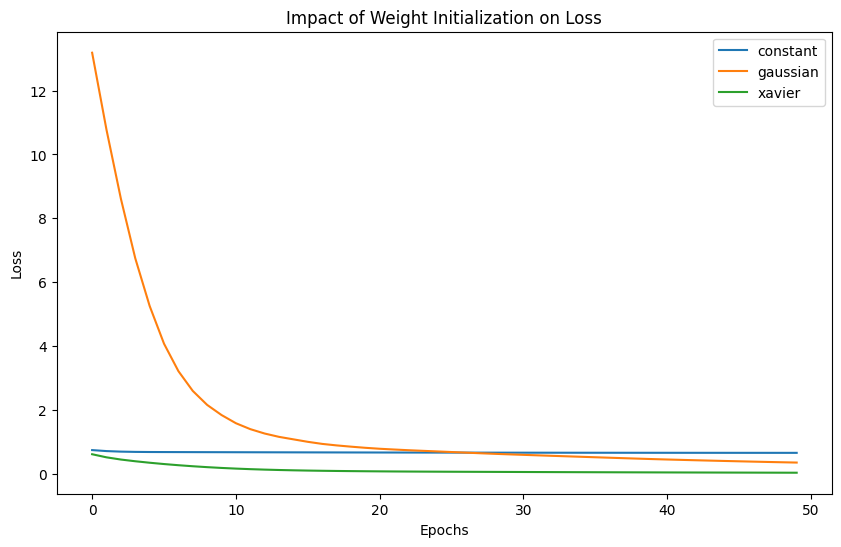 Impact of Weight Initialization on Loss
constant
gaussian
xavier
Loss
12
10
8
6
4
2
0
0
10
20
30
40
50
Epochs